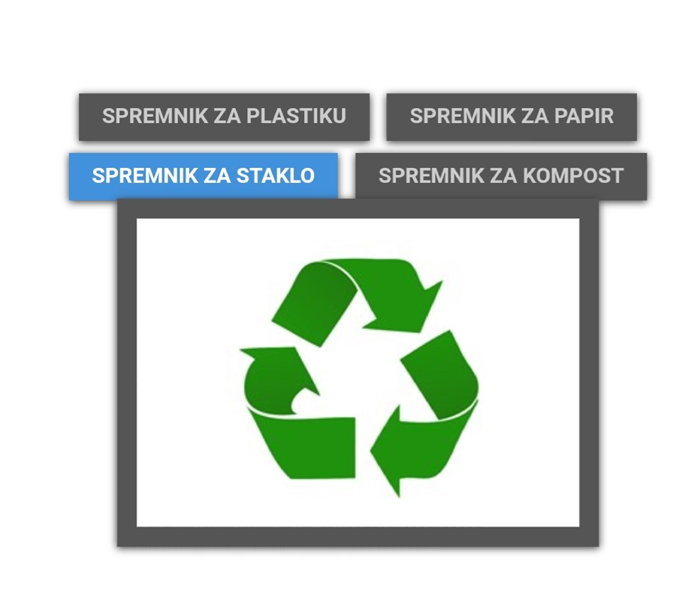 SPREMNIK ZA PLASTIKU
SPREMNIK ZA PAPIR
SPREMNIK ZA STAKLO
SPREMNIK ZA KOMPOST